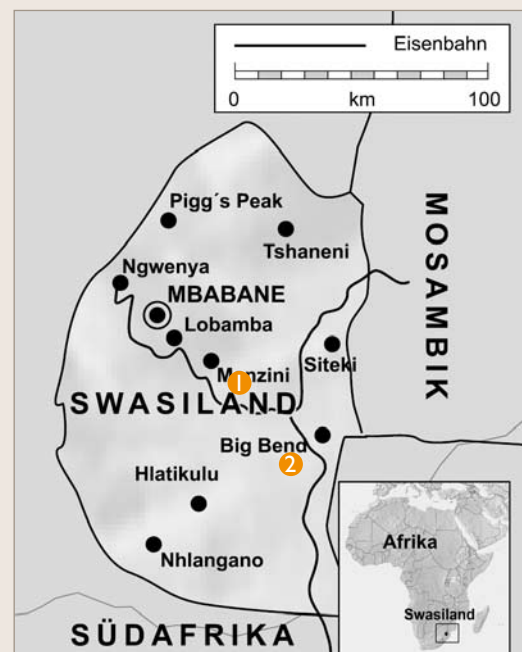 Eisenbahn
0 km 100
Pigg´s Peak
Tshaneni
MOSAMBIK
Ngwenya
MBABANE
Lobamba
Siteki
Manzini
1
SWASILAND
Big Bend
2
Hlatikulu
Nhlangano
Afrika
Swasiland
SÜDAFRIKA